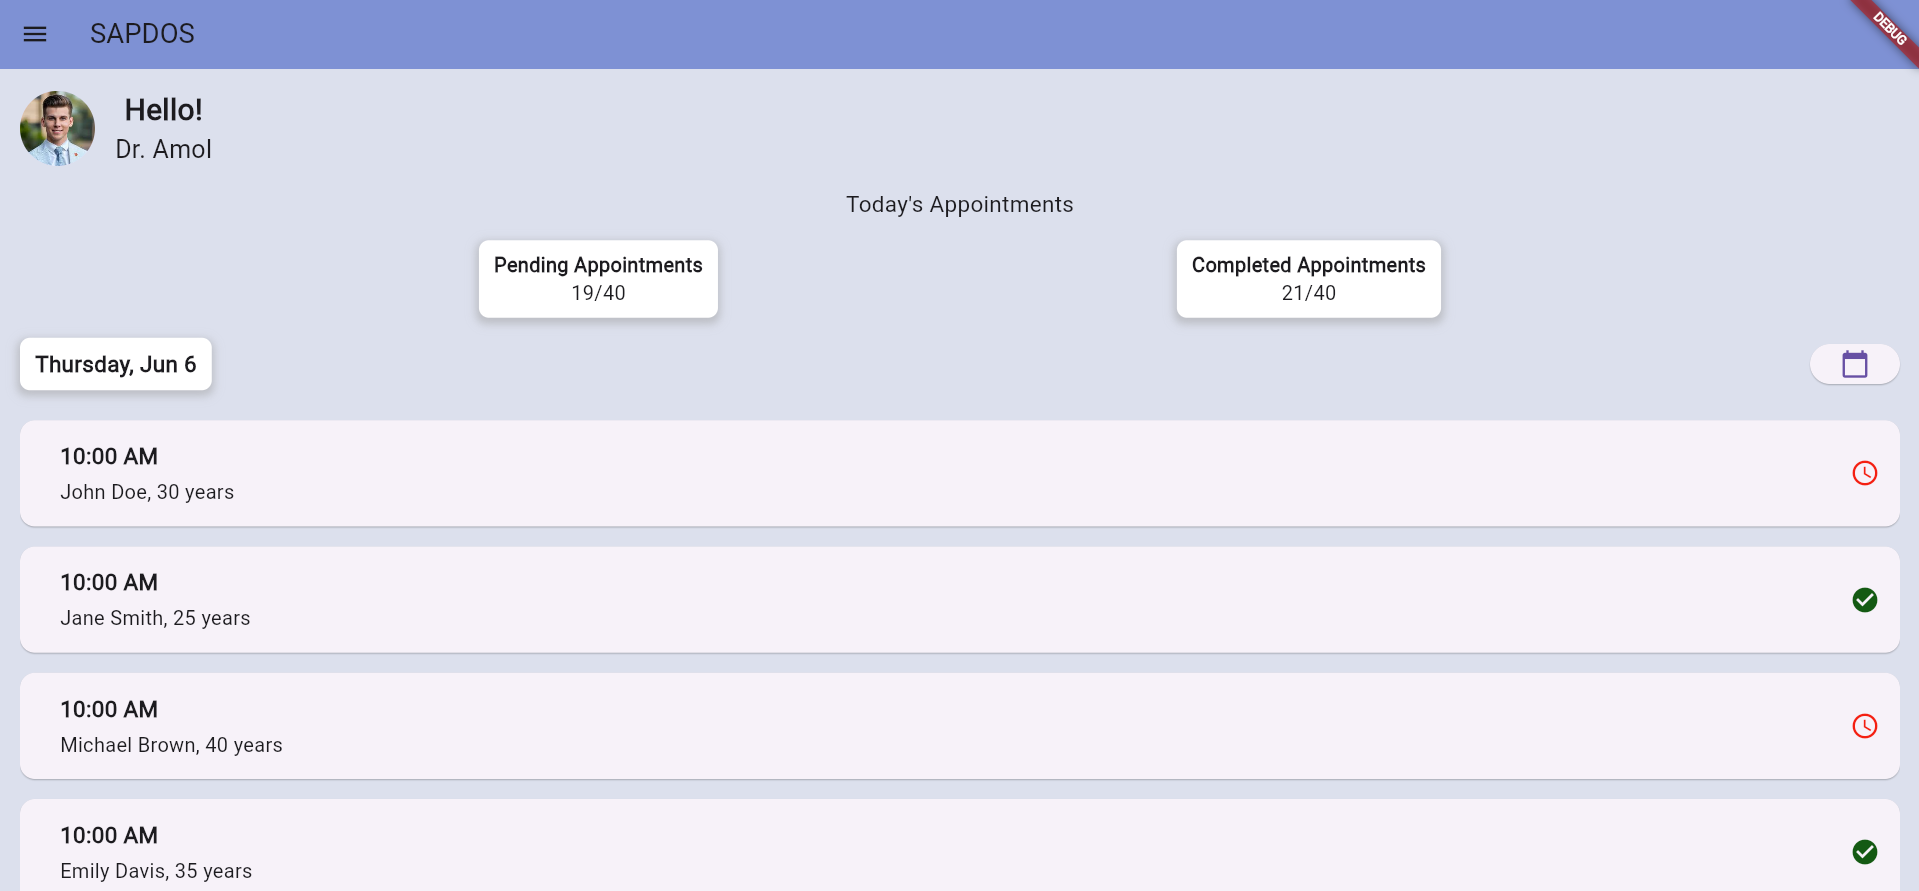 SAPDOS
DEBUG
Hello!
Dr. Amol
Today's Appointments
Pending Appointments
19/40
Completed Appointments
21/40
Thursday, Jun 6
10:00 AM
John Doe, 30 years
10:00 AM
Jane Smith, 25 years
10:00 AM
Michael Brown, 40 years
10:00 AM
Emily Davis, 35 years